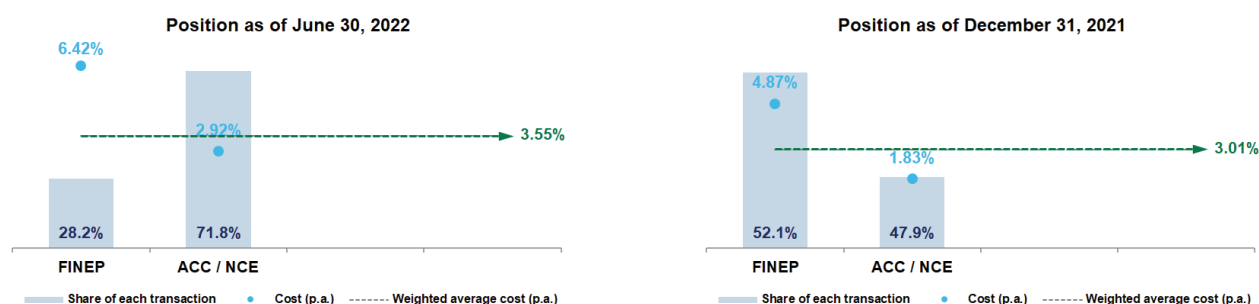 Position as of June 30, 2022
6.42%
2.92%
3.55%
28.2%
71.8%
FINEP
ACC / NCE
Share of each transaction
Cost (p.a.)
Weighted average cost (p.a.)
Position as of December 31, 2021
4.87%
3.01%
1.83%
52.1%
47.9%
FINEP
ACC / NCE
Share of each transaction
Cost (p.a.)
Weighted average cost (p.a.)